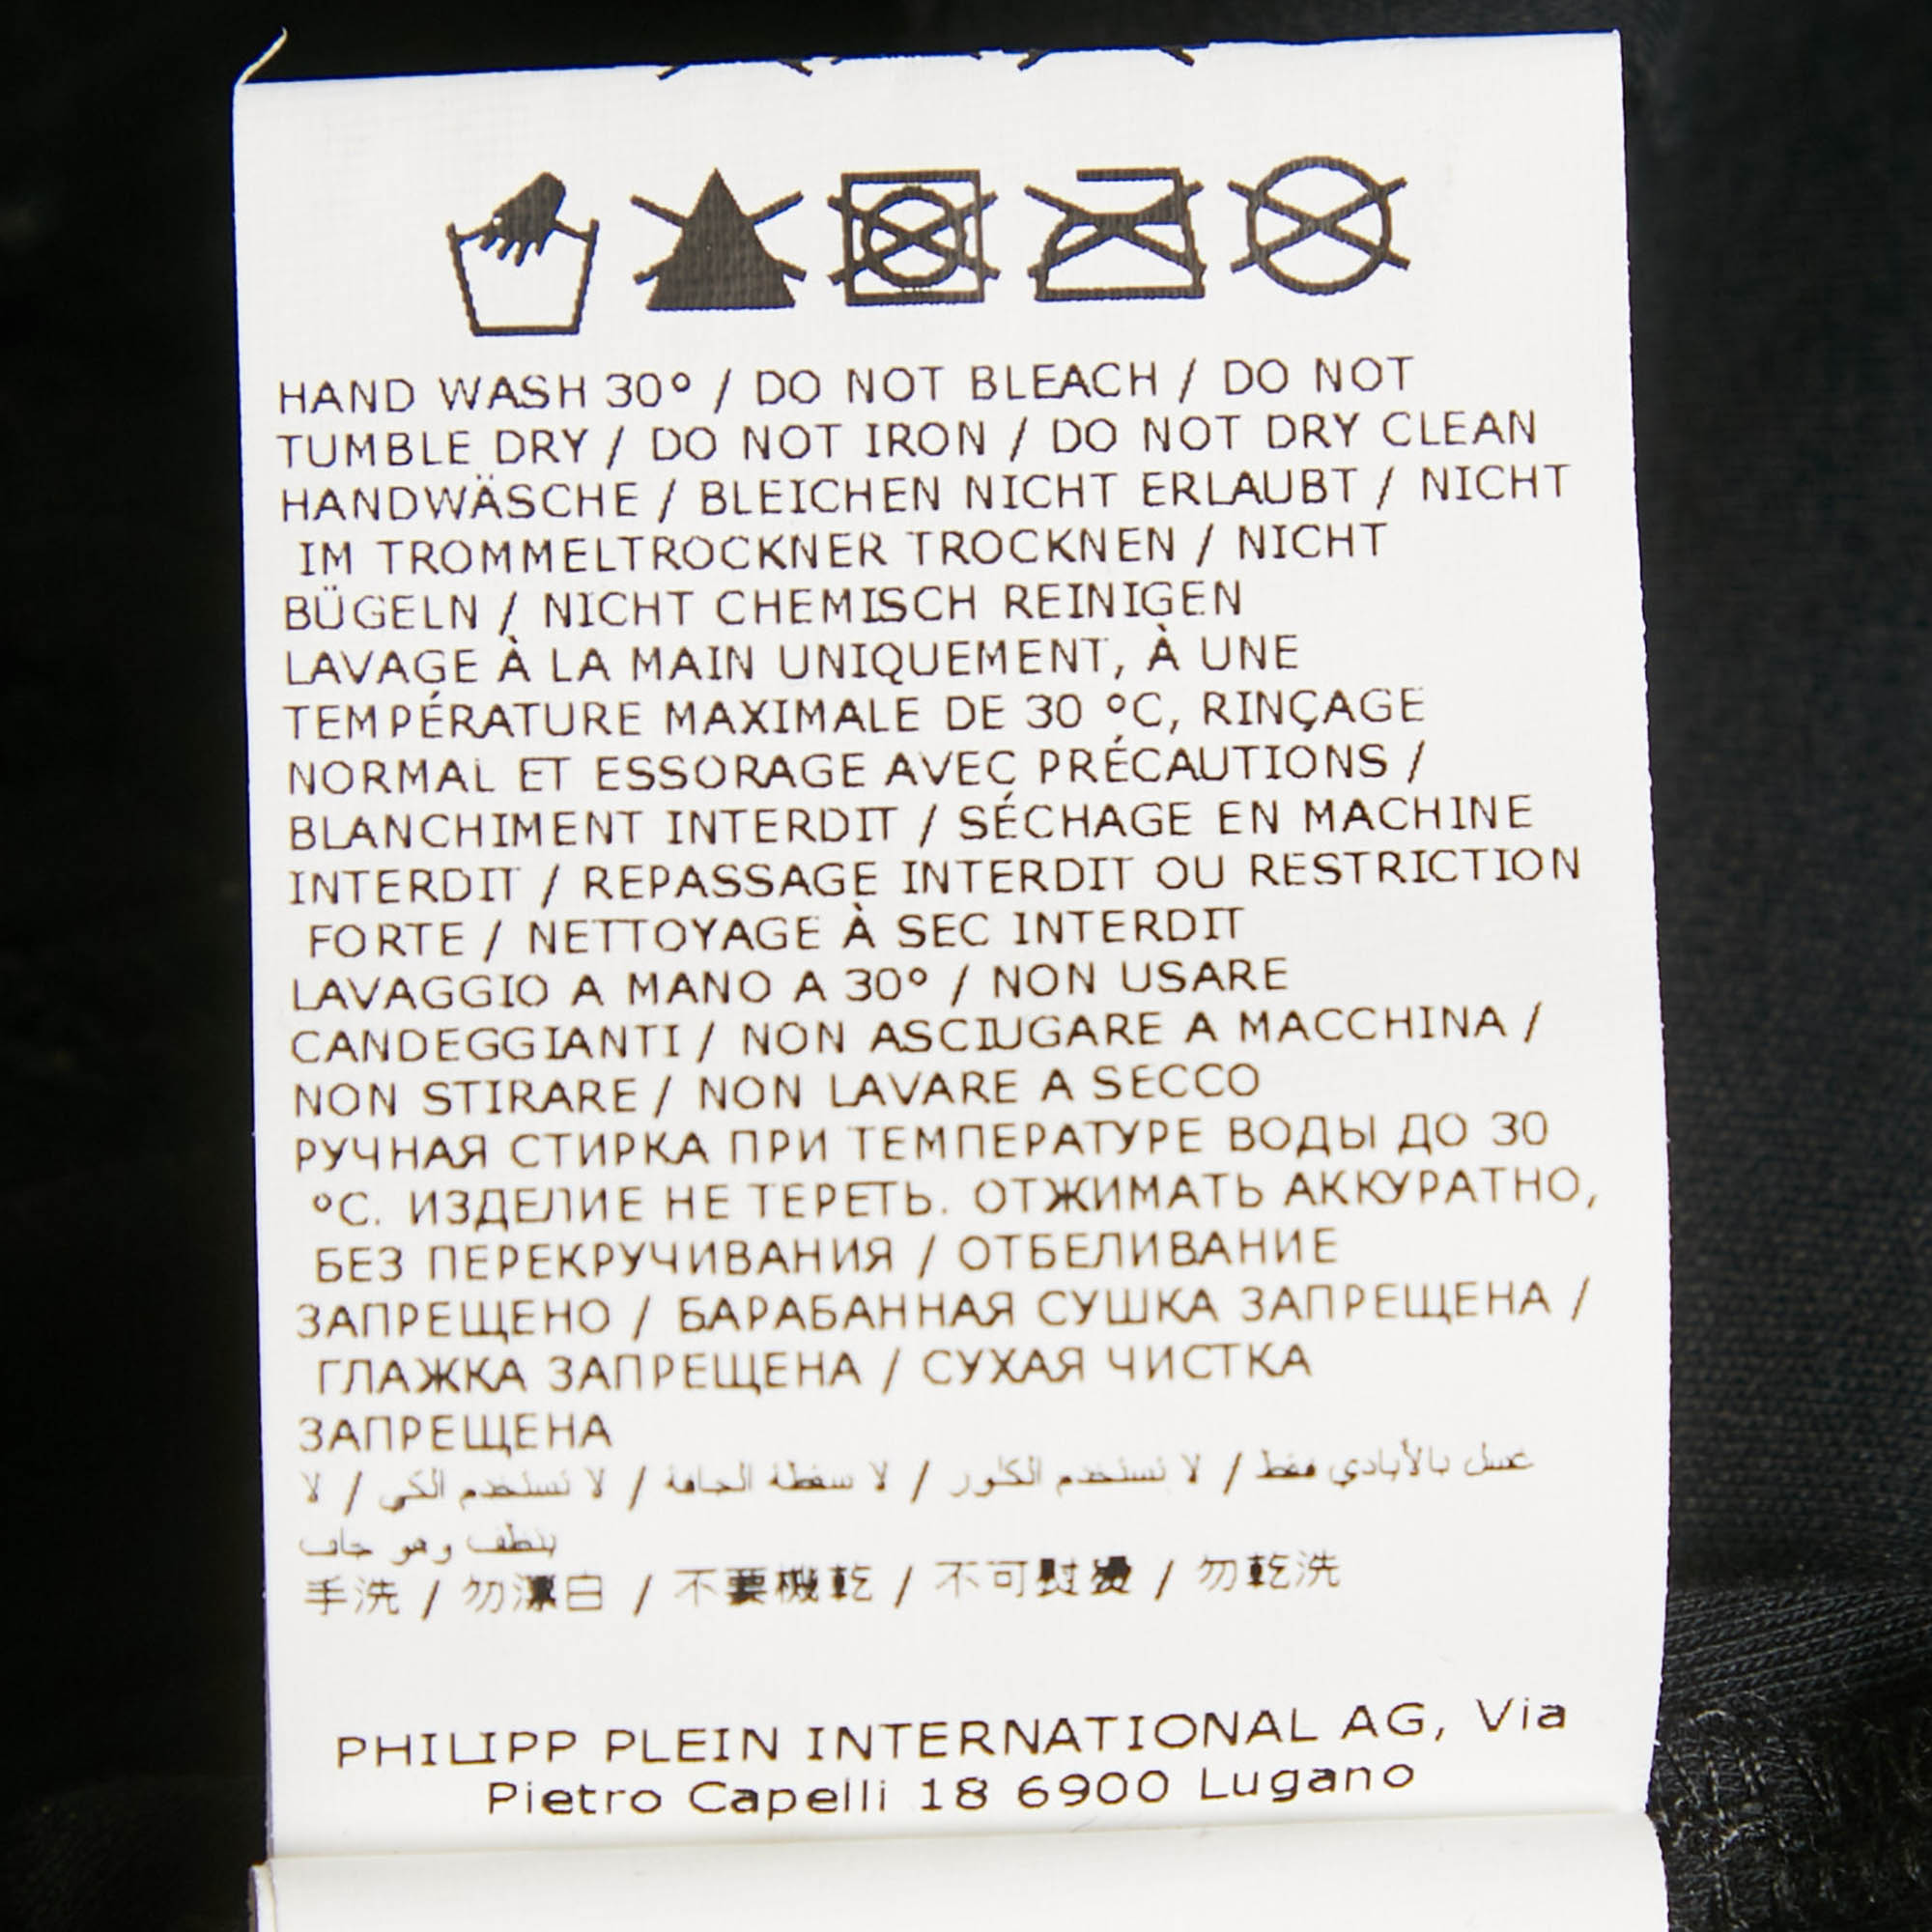 HAND WASH 30° / DO NOT BLEACH / DO NOT
TUMBLE DRY / DO NOT IRON / DO NOT DRY CLEAN
HANDWÄSCHE / BLEICHEN NICHT ERLAUBT / NICHT
IM TROMMELTROCKNER TROCKNEN / NICHT
BÜGELN / NICHT CHEMISCH REINIGEN
LAVAGE À LA MAIN UNIQUEMENT, À UNE
TEMPÉRATURE MAXIMALE DE 30 °C, RINÇAGE
NORMAL ET ESSORAGE AVEC PRÉCAUTIONS /
BLANCHIMENT INTERDIT / SÉCHAGE EN MACHINE
INTERDIT / REPASSAGE INTERDIT OU RESTRICTION
FORTE / NETTOYAGE À SEC INTERDIT
LAVAGGIO A MANO A 30° / NON USARE
CANDEGGIANTI / NON ASCIUGARE A MACCHINA /
NON STIRARE / NON LAVARE A SECCO
РУЧНАЯ СТИРКА ПРИ ТЕМПЕРАТУРЕ ВОДЫ ДО 30
°C. ИЗДЕЛИЕ НЕ ТЕРЕТЬ. ОТЖИМАТЬ АККУРАТНО,
БЕЗ ПЕРЕКРУЧИВАНИЯ / ОТБЕЛИВАНИЕ
ЗАПРЕЩЕНО / БАРАБАННАЯ СУШКА ЗАПРЕЩЕНА /
ГЛАЖКА ЗАПРЕЩЕНА / СУХАЯ ЧИСТКА
ЗАПРЕЩЕНА
غسل بالأيادي فقط / لا تستخدم الكلور / لا سفطة الجافة / لا تستخدم الكي / لا
ينظف وهو جاف
手洗 / 勿漂白 / 不要機乾 / 不可熨燙 / 勿乾洗
PHILIPP PLEIN INTERNATIONAL AG, Via
Pietro Capelli 18 6900 Lugano